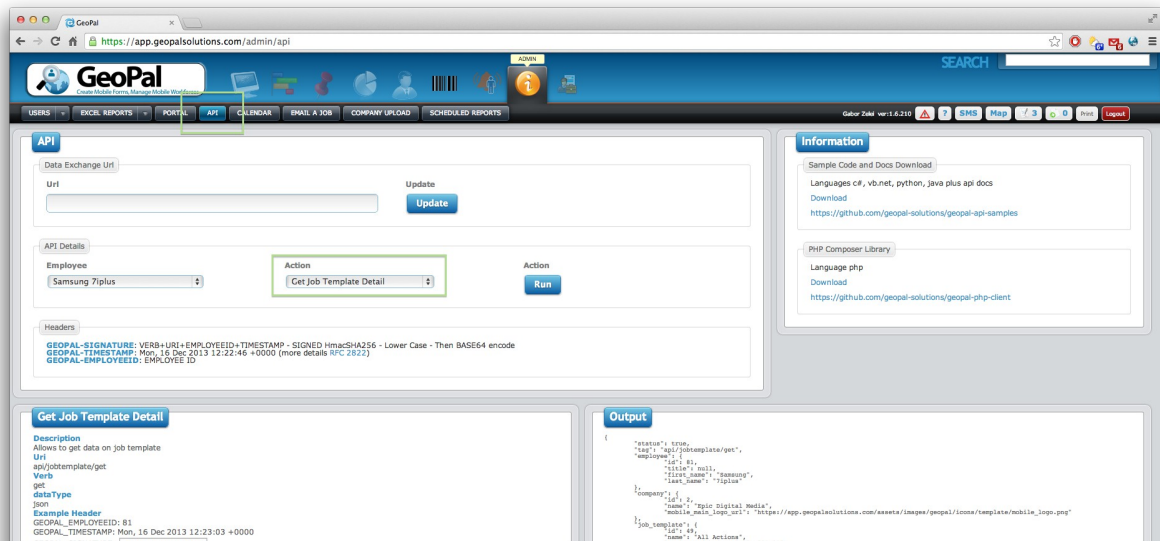 GeoPal
https://app.geopalsolutions.com/admin/api
GeoPal
Create Mobile Forms, Manage Mobile Workforces
ADMIN
SEARCH
USERS
EXCEL REPORTS
PORTAL
API
CALENDAR
EMAIL A JOB
COMPANY UPLOAD
SCHEDULED REPORTS
Gabor Zelei ver:1.6.210
?
SMS
Map
3
0
Print
Logout
API
Data Exchange Url
Url
Update
Update
API Details
Employee
Action
Action
Samsung 7iplus
Get Job Template Detail
Run
Headers
GEOPAL-SIGNATURE: VERB+URI+EMPLOYEEID+TIMESTAMP - SIGNED HmacSHA256 - Lower Case - Then BASE64 encode
GEOPAL-TIMESTAMP: Mon, 16 Dec 2013 12:22:46 +0000 (more details RFC 2822)
GEOPAL-EMPLOYEEID: EMPLOYEE ID
Information
Sample Code and Docs Download
Languages c#, vb.net, python, java plus api docs
Download
https://github.com/geopal-solutions/geopal-api-samples
PHP Composer Library
Language php
Download
https://github.com/geopal-solutions/geopal-php-client
Get Job Template Detail
Description
Allows to get data on job template
Uri
api/jobtemplate/get
Verb
get
dataType
json
Example Header
GEOPAL_EMPLOYEEID: 81
GEOPAL_TIMESTAMP: Mon, 16 Dec 2013 12:23:03 +0000
Output
{
"status": true,
"tag": "api/jobtemplate/get",
"employee": {
"id": 81,
"title": null,
"first_name": "Samsung",
"last_name": "7iplus"
},
"company": {
"id": 2,
"name": "Epic Digital Media",
"mobile_main_logo_url": "https://app.geopalsolutions.com/assets/images/geopal/icons/template/mobile_logo.png"
},
"job_template": {
"id": 49,
"name": "All Actions",